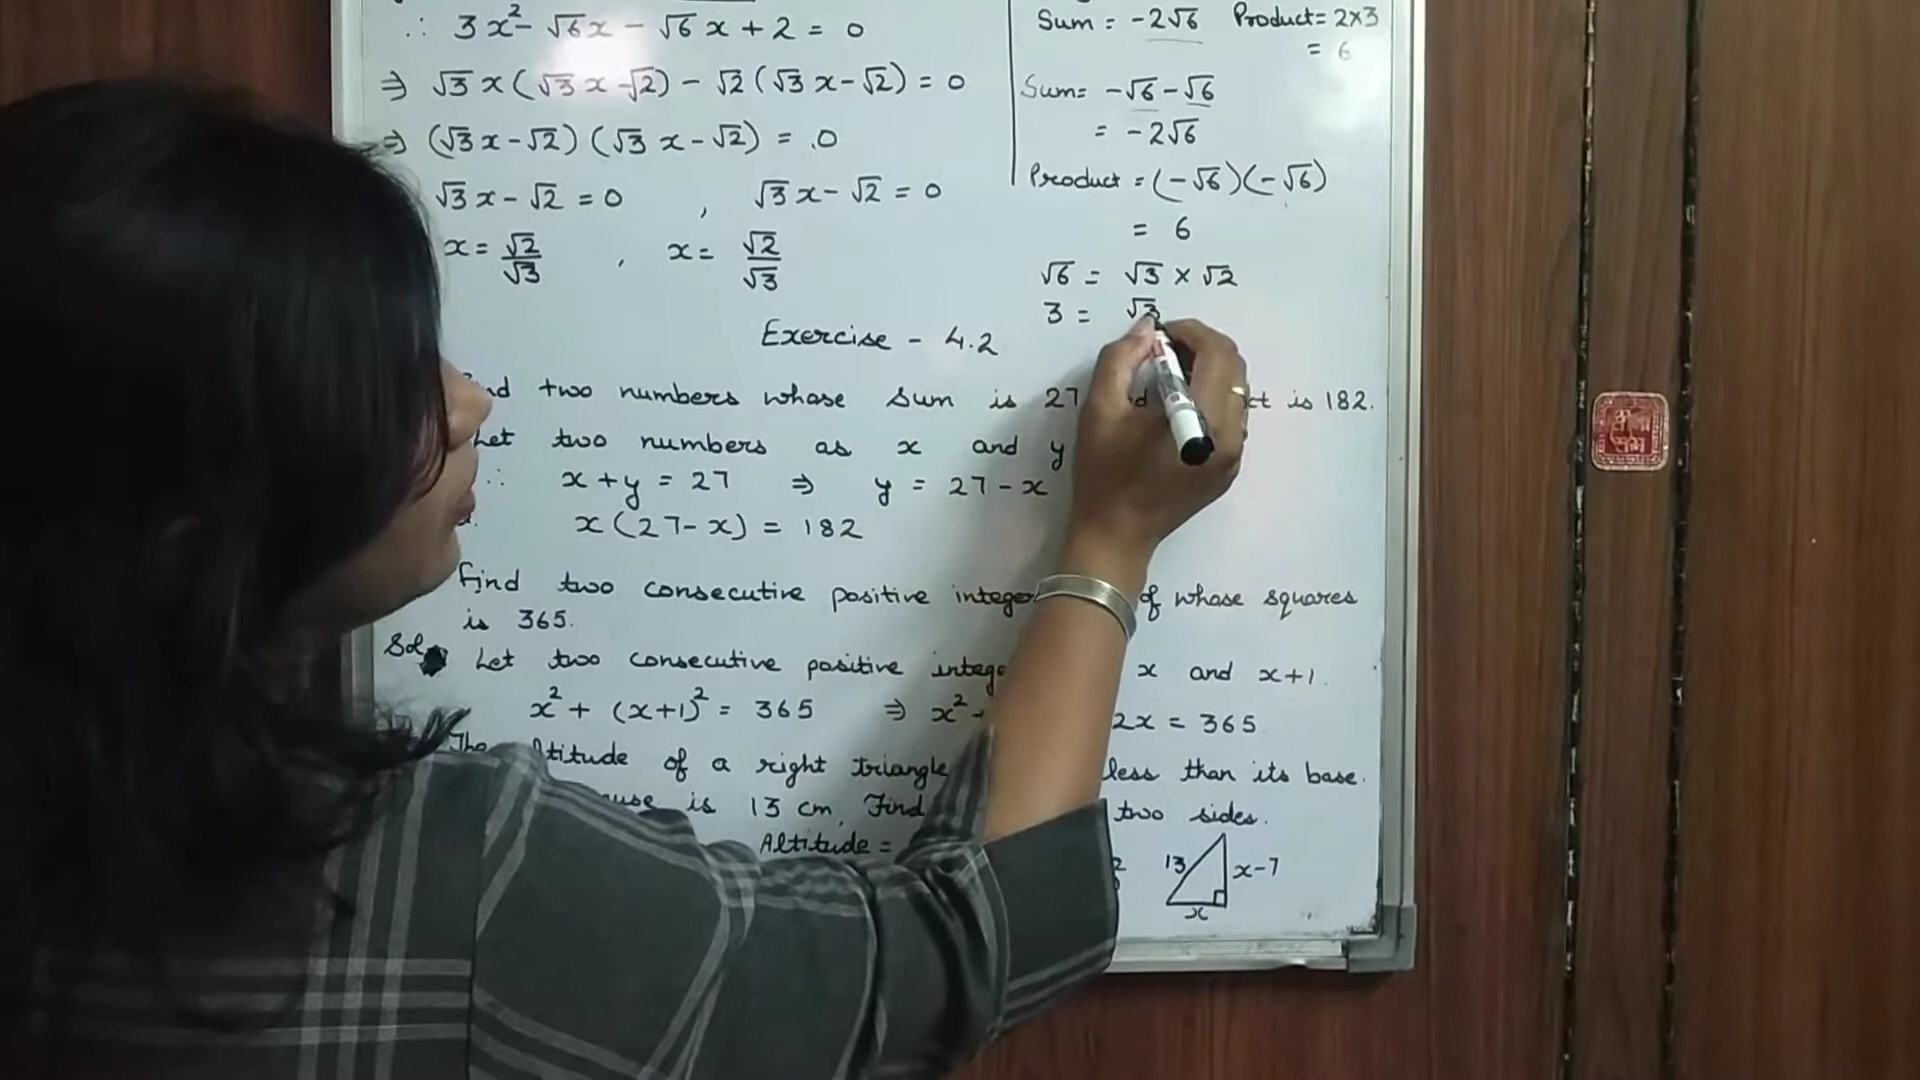 ∴ 3x² - √6x - √6x + 2 = 0
⇒ √3x(√3x - √2) - √2(√3x - √2) = 0
⇒ (√3x - √2)(√3x - √2) = 0
√3x - √2 = 0 , √3x - √2 = 0
x = √2/√3 , x = √2/√3
Sum = -2√6 Product = 2x3
= 6
Sum = -√6 - √6
= -2√6
Product = (-√6)(-√6)
= 6
√6 = √3 × √2
3 = √3
Exercise - 4.2
two numbers whose sum is 27 is 182.
Let two numbers as x and y
∴ x + y = 27 ⇒ y = 27 - x
x(27 - x) = 182
Find two consecutive positive of whose squares
is 365.
Sol Let two consecutive positive x and x+1.
x² + (x+1)² = 365 ⇒ x² 2x = 365
The of a right triangle less than its base.
is 13 cm, Find two sides.
Altitude =
13 x-7
x